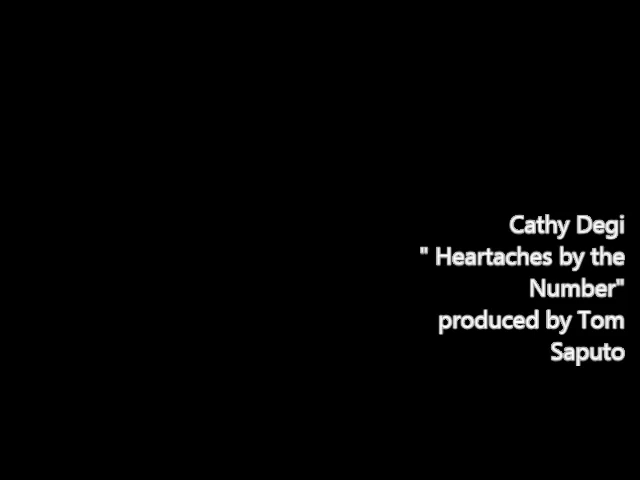 Cathy Degi
" Heartaches by the
Number"
produced by Tom
Saputo